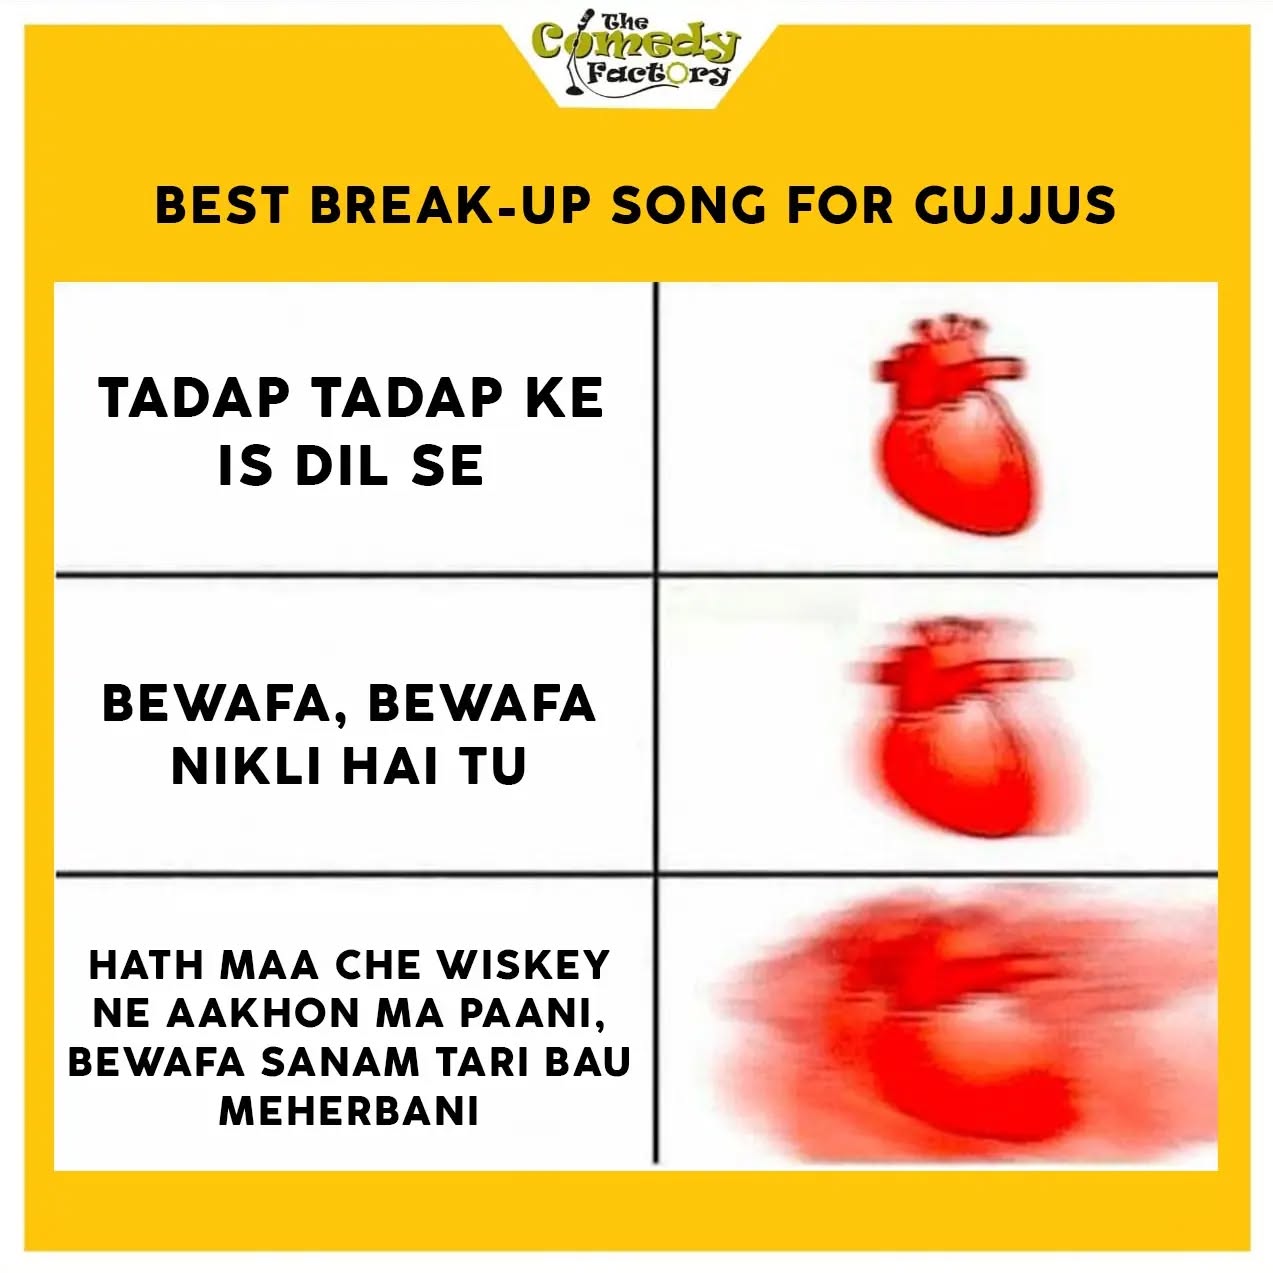 The
Comedy
Factory
BEST BREAK-UP SONG FOR GUJJUS
TADAP TADAP KE
IS DIL SE
BEWAFA, BEWAFA
NIKLI HAI TU
HATH MAA CHE WISKEY
NE AAKHON MA PAANI,
BEWAFA SANAM TARI BAU
MEHERBANI